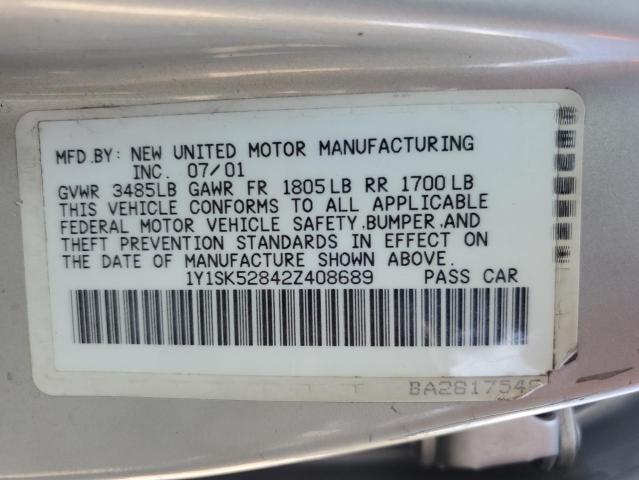 MFD.BY: NEW UNITED MOTOR MANUFACTURING
INC. 07/01
GVWR 3485LB GAWR FR 1805LB RR 1700LB
THIS VEHICLE CONFORMS TO ALL APPLICABLE
FEDERAL MOTOR VEHICLE SAFETY,BUMPER,AND
THEFT PREVENTION STANDARDS IN EFFECT ON
THE DATE OF MANUFACTURE SHOWN ABOVE.
1Y1SK52842Z408689 PASS CAR